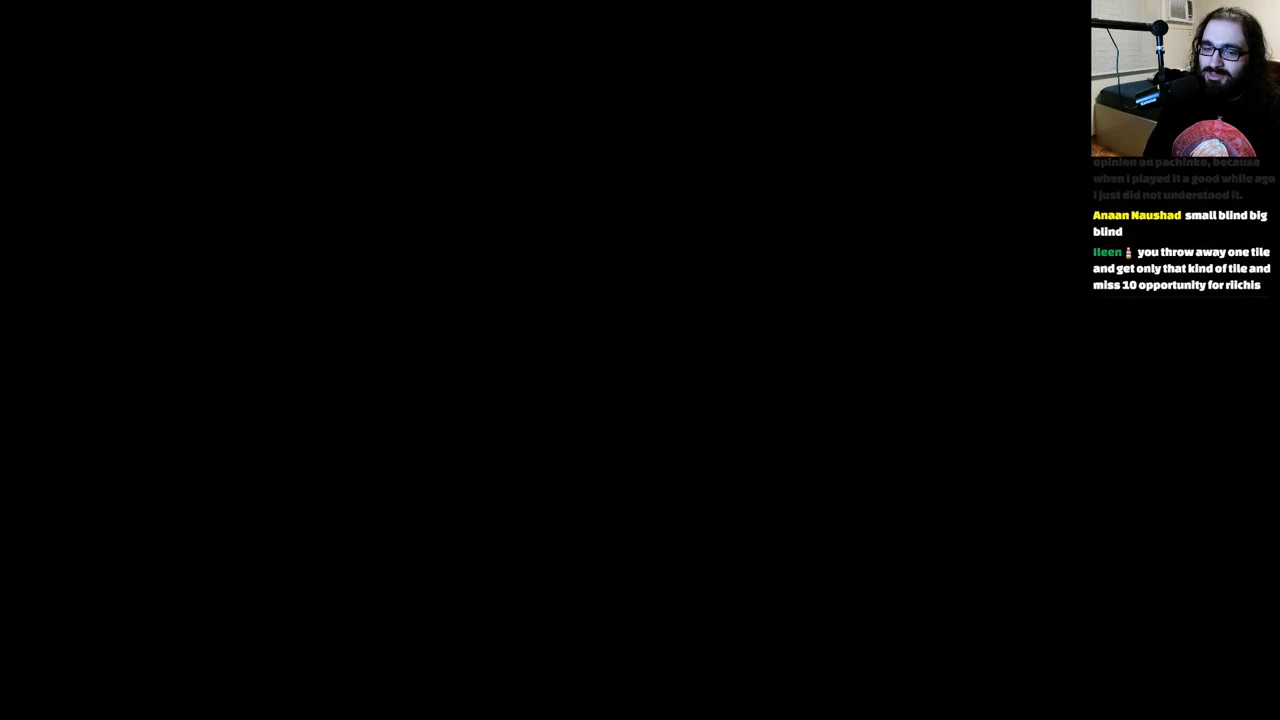 opinion on pachinko, because
when I played it a good while ago
I just did not understood it.
Anaan Naushad small blind big
blind
Ileen you throw away one tile
and get only that kind of tile and
miss 10 opportunity for riichis